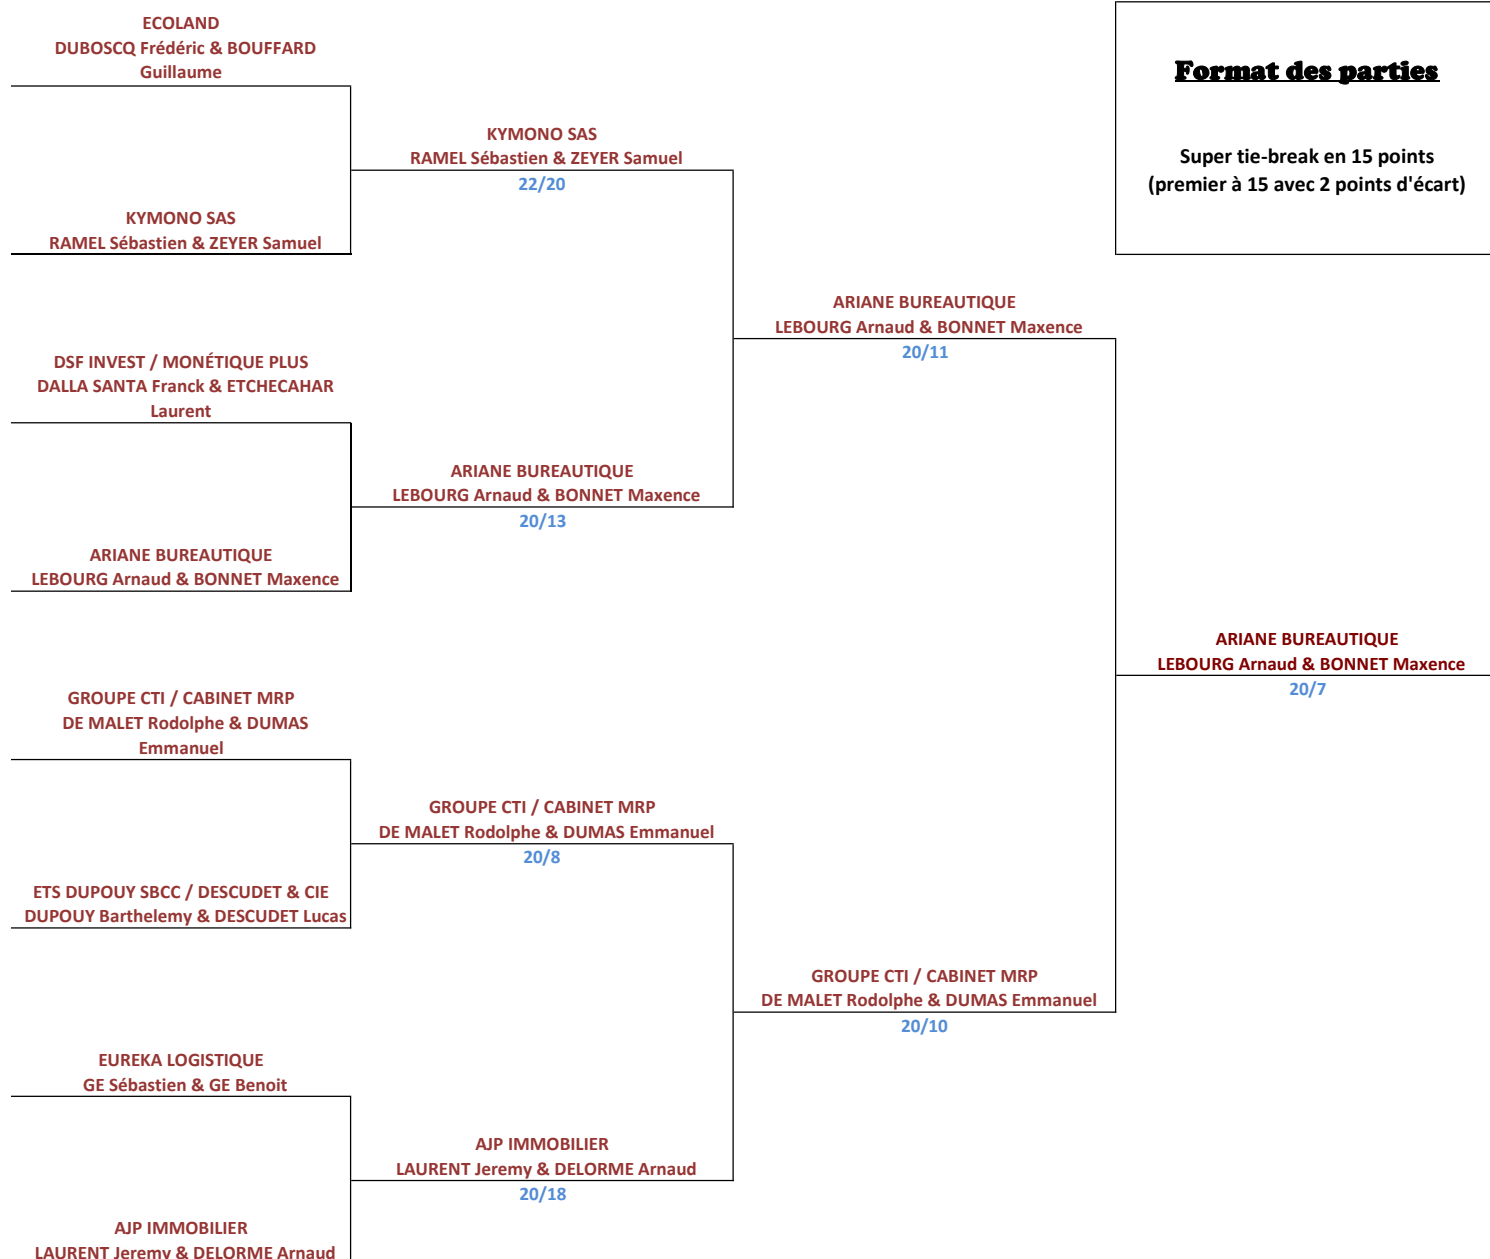 ECOLAND
DUBOSCQ Frédéric & BOUFFARD
Guillaume
Format des parties
Super tie-break en 15 points
(premier à 15 avec 2 points d'écart)
KYMONO SAS
RAMEL Sébastien & ZEYER Samuel
22/20
KYMONO SAS
RAMEL Sébastien & ZEYER Samuel
ARIANE BUREAUTIQUE
LEBOURG Arnaud & BONNET Maxence
20/11
DSF INVEST / MONÉTIQUE PLUS
DALLA SANTA Franck & ETCHECAHAR
Laurent
ARIANE BUREAUTIQUE
LEBOURG Arnaud & BONNET Maxence
20/13
ARIANE BUREAUTIQUE
LEBOURG Arnaud & BONNET Maxence
ARIANE BUREAUTIQUE
LEBOURG Arnaud & BONNET Maxence
20/7
GROUPE CTI / CABINET MRP
DE MALET Rodolphe & DUMAS
Emmanuel
GROUPE CTI / CABINET MRP
DE MALET Rodolphe & DUMAS Emmanuel
20/8
ETS DUPOUY SBCC / DESCUDET & CIE
DUPOUY Barthelemy & DESCUDET Lucas
GROUPE CTI / CABINET MRP
DE MALET Rodolphe & DUMAS Emmanuel
20/10
EUREKA LOGISTIQUE
GE Sébastien & GE Benoit
AJP IMMOBILIER
LAURENT Jeremy & DELORME Arnaud
20/18
AJP IMMOBILIER
LAURENT Jeremy & DELORME Arnaud